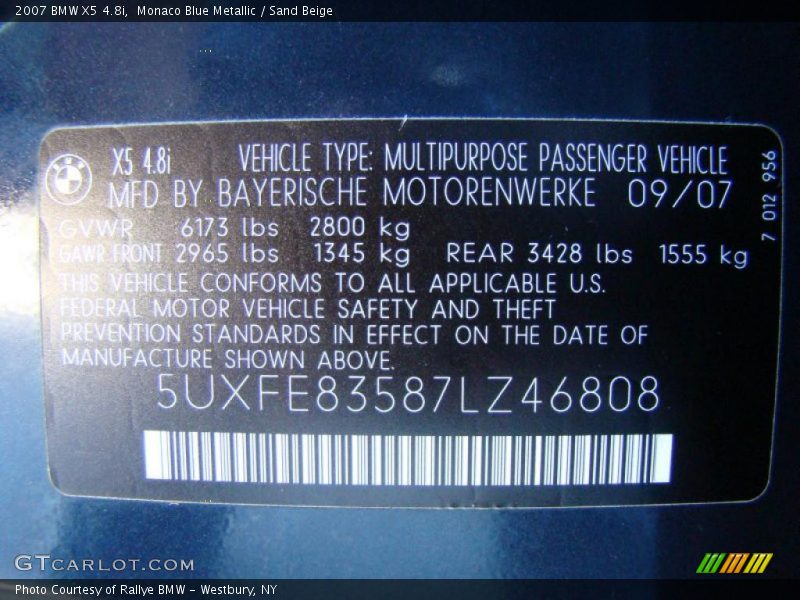 2007 BMW X5 4.8i, Monaco Blue Metallic / Sand Beige
X5 4.8i VEHICLE TYPE: MULTIPURPOSE PASSENGER VEHICLE
MFD BY BAYERISCHE MOTORENWERKE 09/07
GVWR 6173 lbs 2800 kg
GAWR FRONT 2965 lbs 1345 kg REAR 3428 lbs 1555 kg
THIS VEHICLE CONFORMS TO ALL APPLICABLE U.S.
FEDERAL MOTOR VEHICLE SAFETY AND THEFT
PREVENTION STANDARDS IN EFFECT ON THE DATE OF
MANUFACTURE SHOWN ABOVE.
5UXFE83587LZ46808
7 012 956
GTCARLOT.COM
Photo Courtesy of Rallye BMW - Westbury, NY